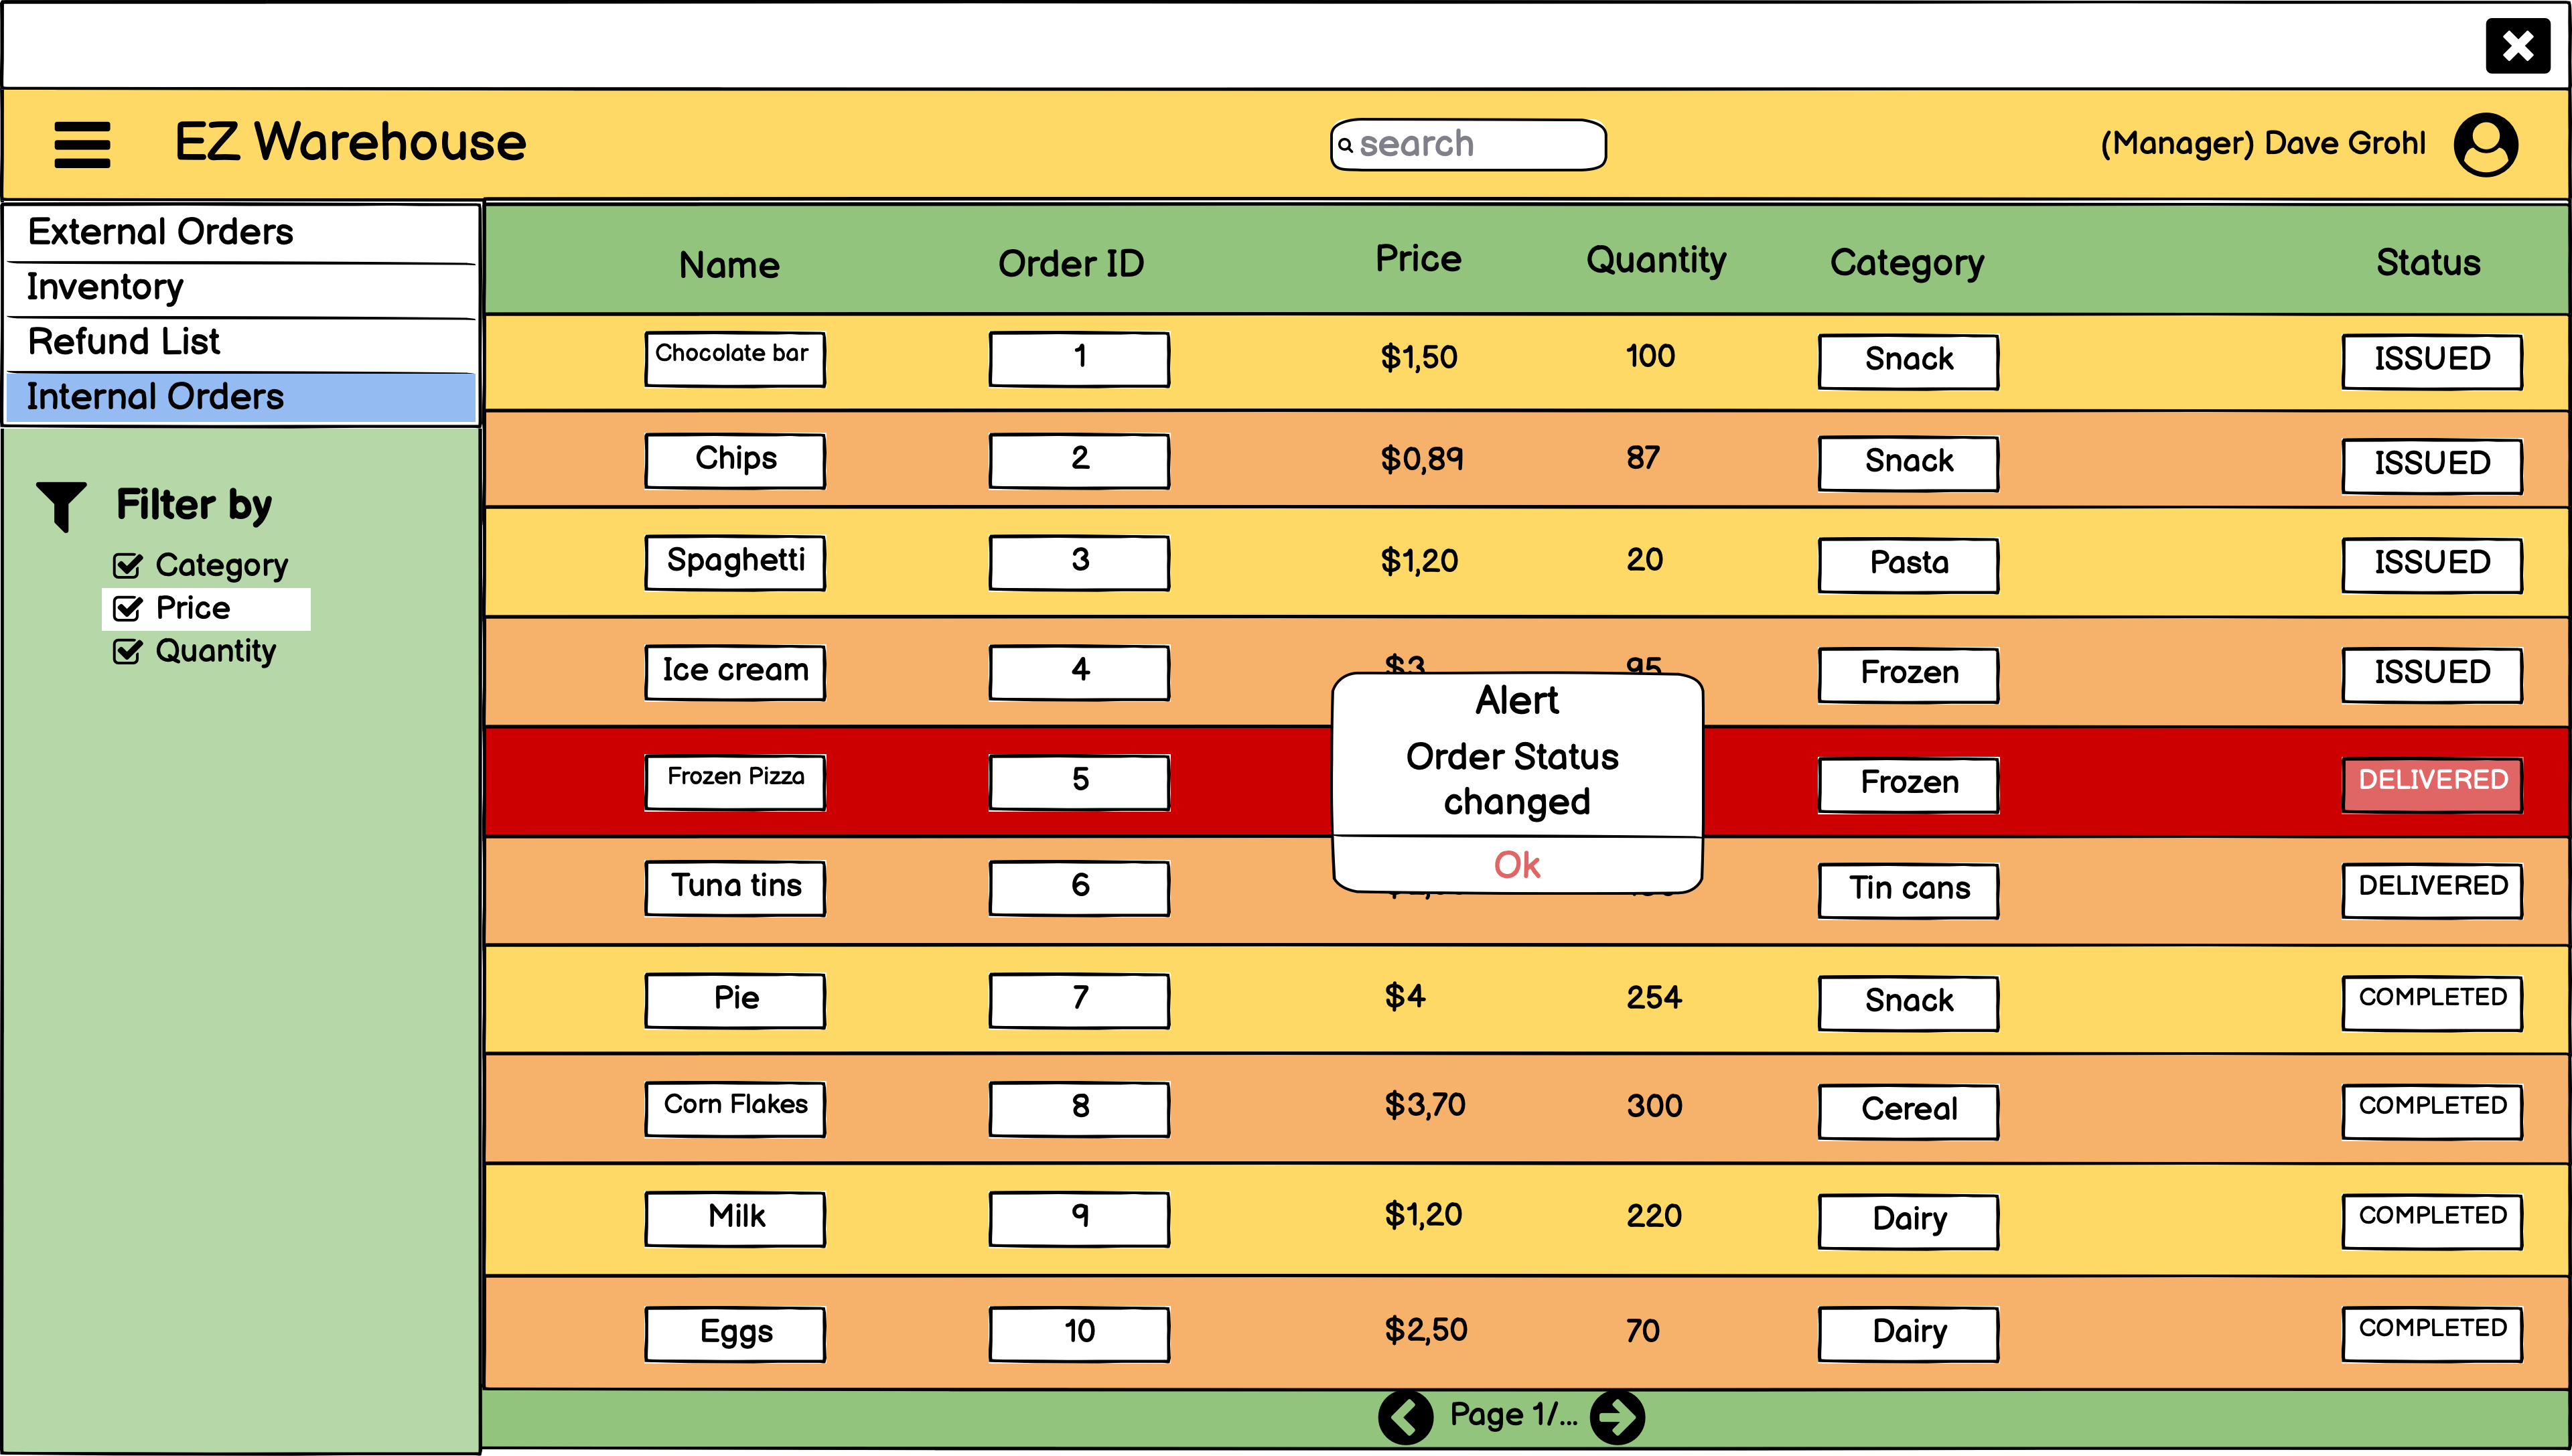 EZ Warehouse
search
(Manager) Dave Grohl
External Orders
Inventory
Refund List
Internal Orders
Filter by
Category
Price
Quantity
Name Order ID Price Quantity Category Status
Chocolate bar 1 $1,50 100 Snack ISSUED
Chips 2 $0,89 87 Snack ISSUED
Spaghetti 3 $1,20 20 Pasta ISSUED
Ice cream 4 $3 95 Frozen ISSUED
Frozen Pizza 5 Frozen DELIVERED
Tuna tins 6 Tin cans DELIVERED
Pie 7 $4 254 Snack COMPLETED
Corn Flakes 8 $3,70 300 Cereal COMPLETED
Milk 9 $1,20 220 Dairy COMPLETED
Eggs 10 $2,50 70 Dairy COMPLETED
Alert
Order Status
changed
Ok
Page 1/...